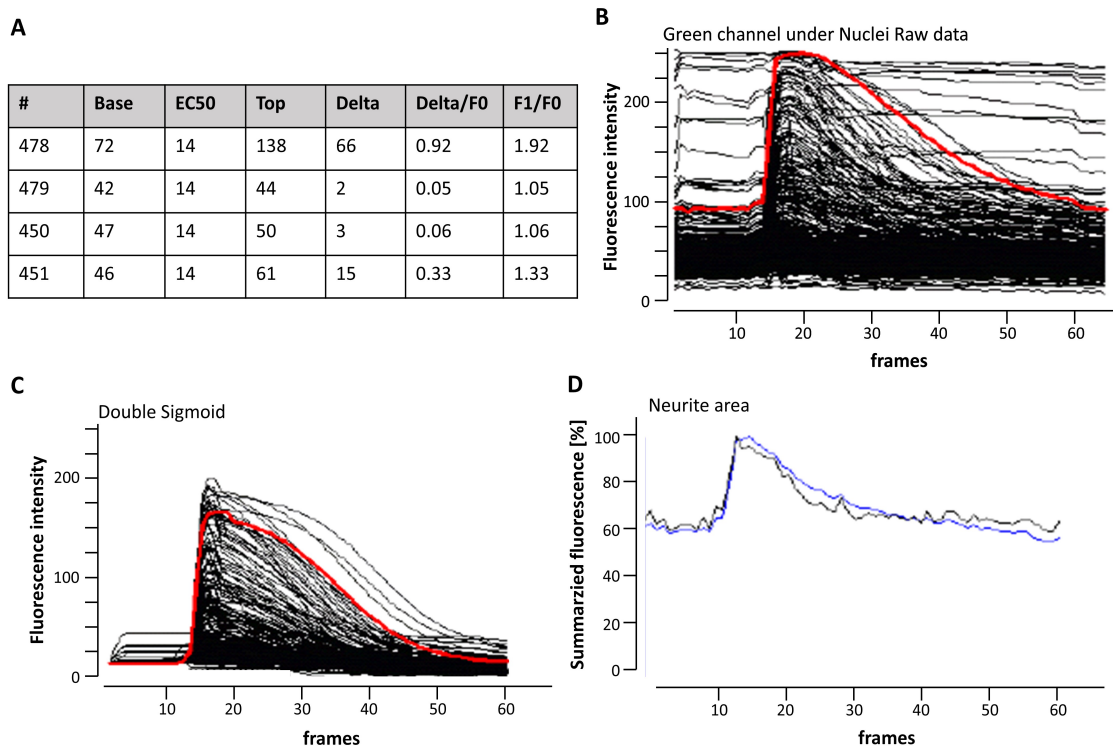 A
# Base EC50 Top Delta Delta/F0 F1/F0
478 72 14 138 66 0.92 1.92
479 42 14 44 2 0.05 1.05
450 47 14 50 3 0.06 1.06
451 46 14 61 15 0.33 1.33
B
Green channel under Nuclei Raw data
Fluorescence intensity
200
100
0
10 20 30 40 50 60
frames
C
Double Sigmoid
Fluorescence intensity
200
100
0
10 20 30 40 50 60
frames
D
Neurite area
Summarzied fluorescence [%]
100
80
60
40
20
0
10 20 30 40 50 60
frames